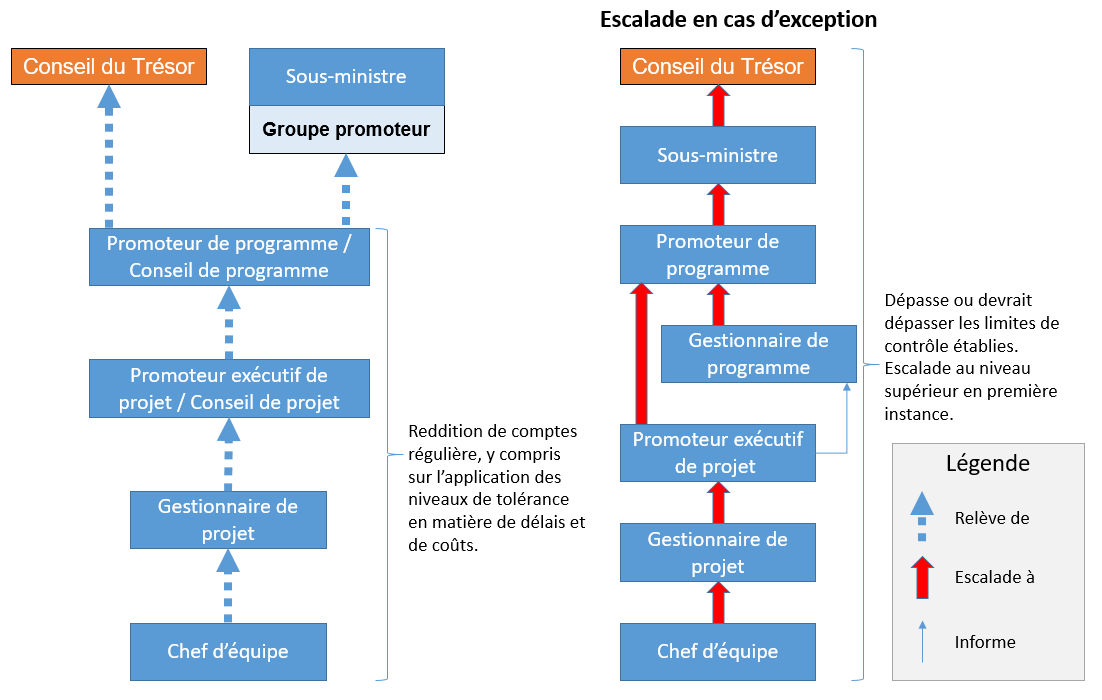 Conseil du Trésor
Sous-ministre
Groupe promoteur
Promoteur de programme /
Conseil de programme
Promoteur exécutif de
projet / Conseil de projet
Gestionnaire de
projet
Chef d’équipe
Reddition de comptes
régulière, y compris
sur l’application des
niveaux de tolérance
en matière de délais et
de coûts.
Escalade en cas d’exception
Conseil du Trésor
Sous-ministre
Promoteur de
programme
Gestionnaire de
programme
Promoteur exécutif
de projet
Gestionnaire de
projet
Chef d’équipe
Dépasse ou devrait
dépasser les limites de
contrôle établies.
Escalade au niveau
supérieur en première
instance.
Légende
Relève de
Escalade à
Informe